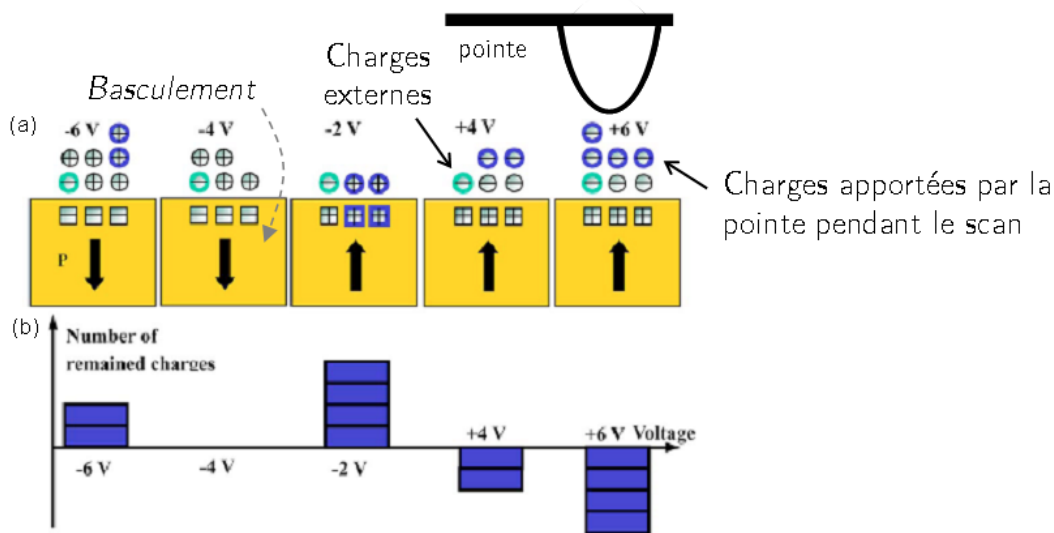 pointe
Charges
externes
Basculement
(a)
-6 V
-4 V
-2 V
+4 V
+6 V
Charges apportées par la
pointe pendant le scan
P
(b)
Number of
remained charges
+4 V
+6 V Voltage
-6 V
-4 V
-2 V